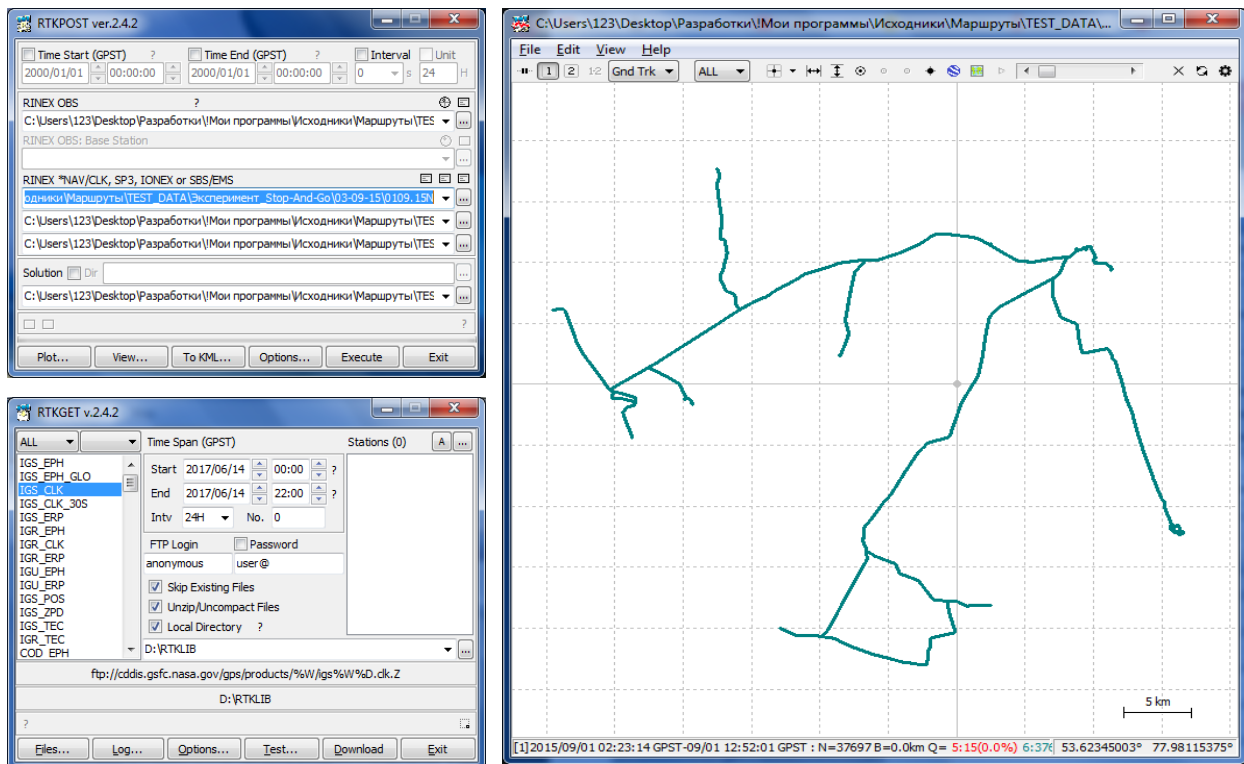 RTKPOST ver.2.4.2
Time Start (GPST) ? Time End (GPST) ? Interval Unit
2000/01/01 00:00:00 2000/01/01 00:00:00 0 s 24 H
RINEX OBS ?
C:\Users\123\Desktop\Разработки\!Мои программы\Исходники\Маршруты\TES
RINEX OBS: Base Station
RINEX *NAV/CLK, SP3, IONEX or SBS/EMS
одники\Маршруты\TEST_DATA\Эксперимент_Stop-And-Go\03-09-15\0109.15N
C:\Users\123\Desktop\Разработки\!Мои программы\Исходники\Маршруты\TES
C:\Users\123\Desktop\Разработки\!Мои программы\Исходники\Маршруты\TES
Solution Dir
C:\Users\123\Desktop\Разработки\!Мои программы\Исходники\Маршруты\TES
?
Plot... View... To KML... Options... Execute Exit
RTKGET v.2.4.2
ALL Time Span (GPST) Stations (0) A ...
IGS_EPH
IGS_EPH_GLO
IGS_CLK
IGS_CLK_30S
IGS_ERP
IGR_EPH
IGR_CLK
IGR_ERP
IGU_EPH
IGU_ERP
IGS_POS
IGS_ZPD
IGS_TEC
IGR_TEC
COD_EPH
Start 2017/06/14 00:00 ?
End 2017/06/14 22:00 ?
Intv 24H No. 0
FTP Login Password
anonymous user@
Skip Existing Files
Unzip/Uncompact Files
Local Directory ?
D:\RTKLIB
ftp://cddis.gsfc.nasa.gov/gps/products/%W/igs%W%D.clk.Z
D:\RTKLIB
?
Files... Log... Options... Test... Download Exit
C:\Users\123\Desktop\Разработки\!Мои программы\Исходники\Маршруты\TEST_DATA\...
File Edit View Help
1 2 1-2 Gnd Trk ALL
5 km
[1]2015/09/01 02:23:14 GPST-09/01 12:52:01 GPST : N=37697 B=0.0km Q= 5:15(0.0%) 6:376 53.62345003° 77.98115375°